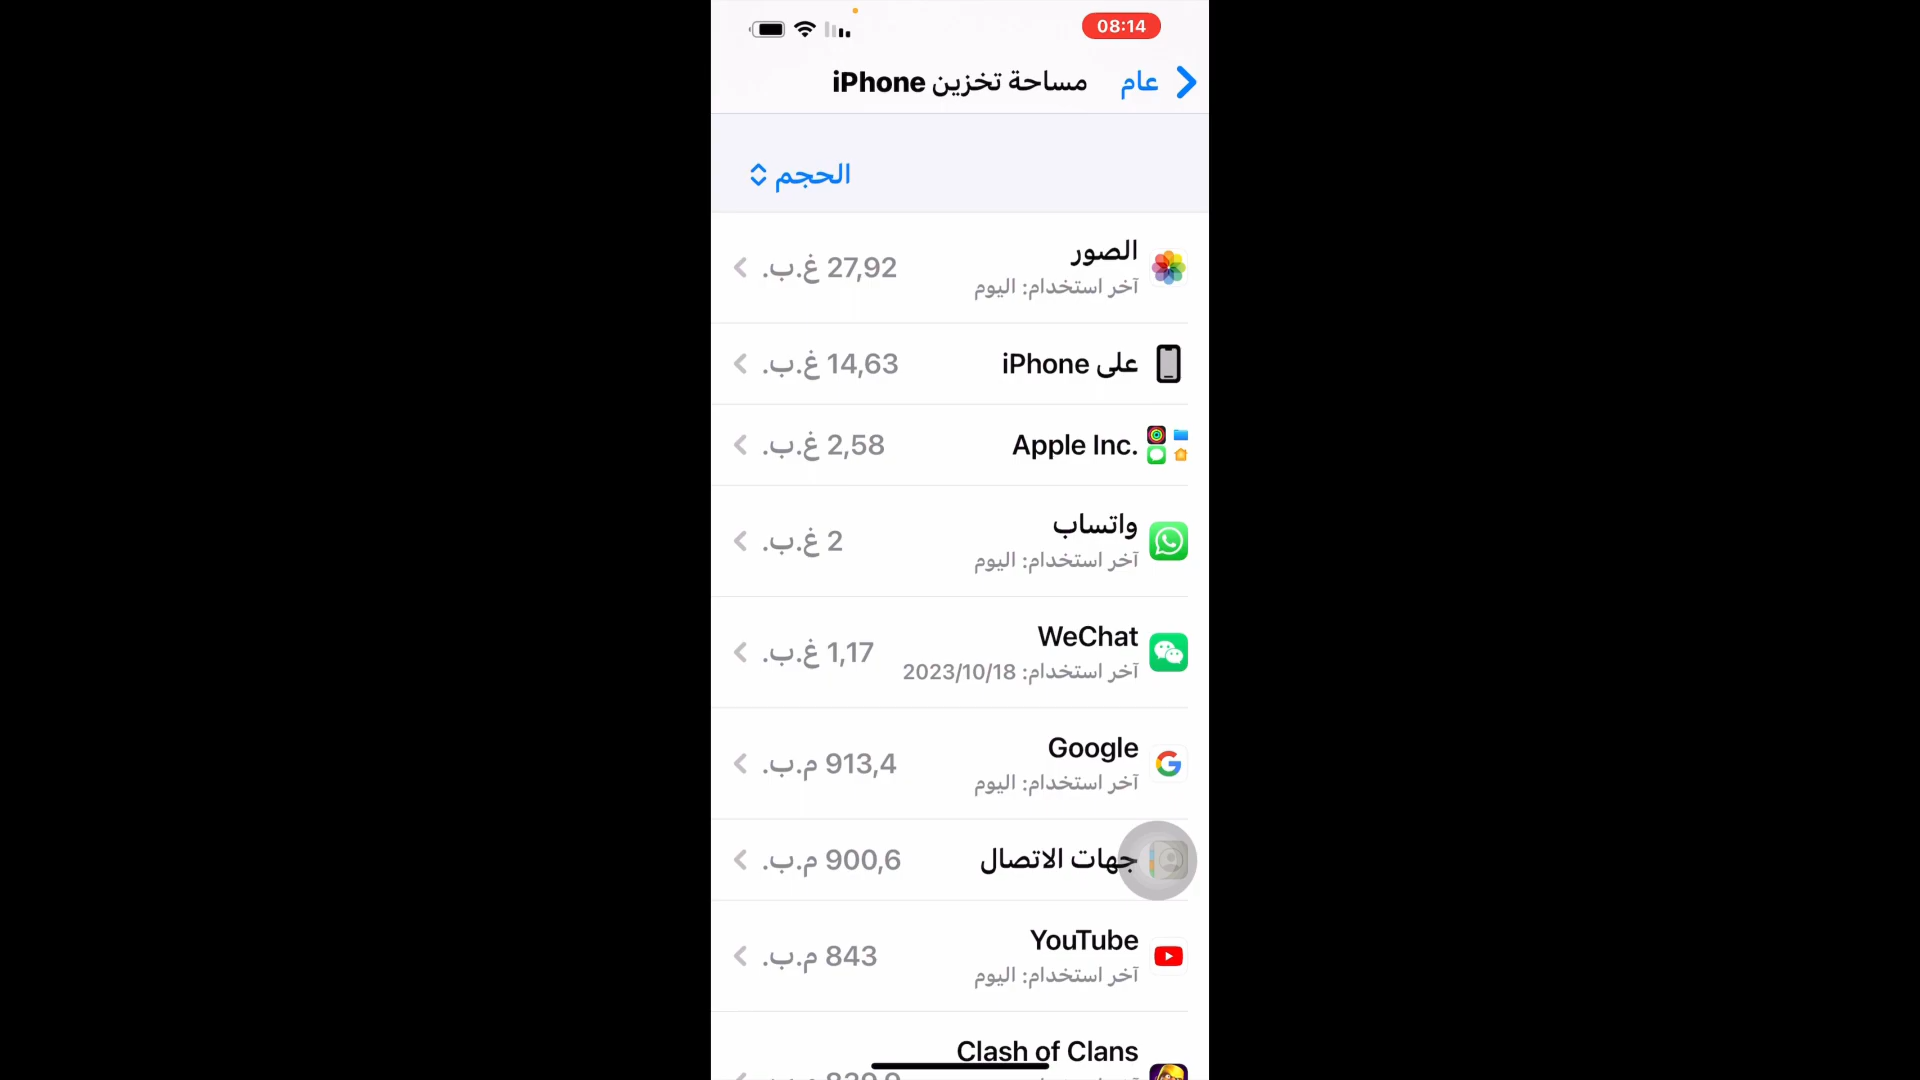 08:14
عام
مساحة تخزين iPhone
الحجم
الصور
27,92 غ.ب.
آخر استخدام: اليوم
على iPhone
14,63 غ.ب.
Apple Inc.
2,58 غ.ب.
واتساب
2 غ.ب.
آخر استخدام: اليوم
WeChat
1,17 غ.ب.
آخر استخدام: 2023/10/18
Google
913,4 م.ب.
آخر استخدام: اليوم
جهات الاتصال
900,6 م.ب.
YouTube
843 م.ب.
آخر استخدام: اليوم
Clash of Clans